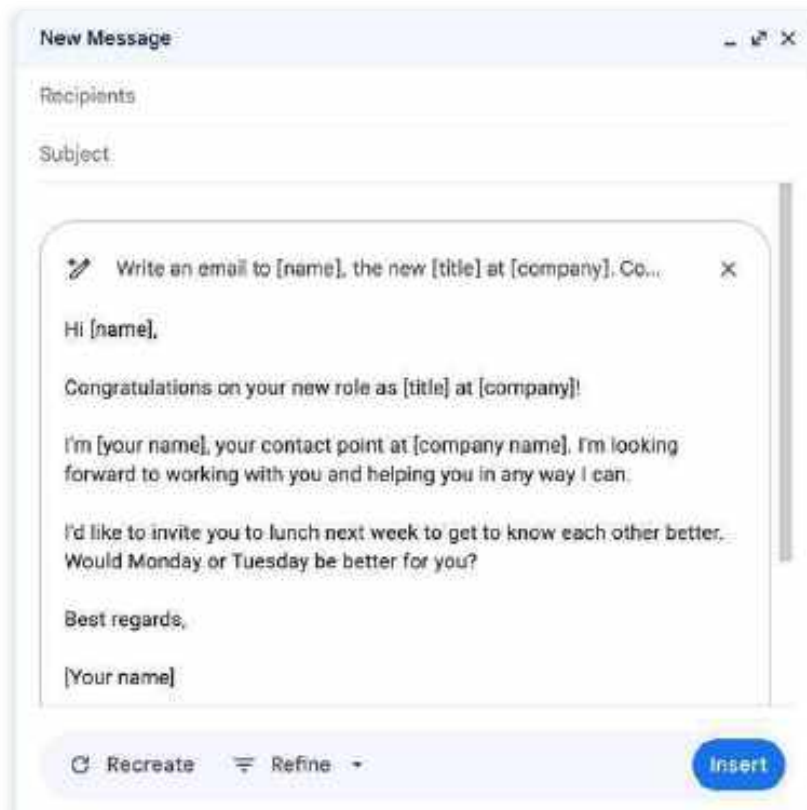 New Message
Recipients
Subject
Write an email to [name], the new [title] at [company]. Co...
Hi [name],
Congratulations on your new role as [title] at [company]!
I'm [your name], your contact point at [company name]. I'm looking
forward to working with you and helping you in any way I can.
I'd like to invite you to lunch next week to get to know each other better.
Would Monday or Tuesday be better for you?
Best regards,
[Your name]
Recreate
Refine
Insert